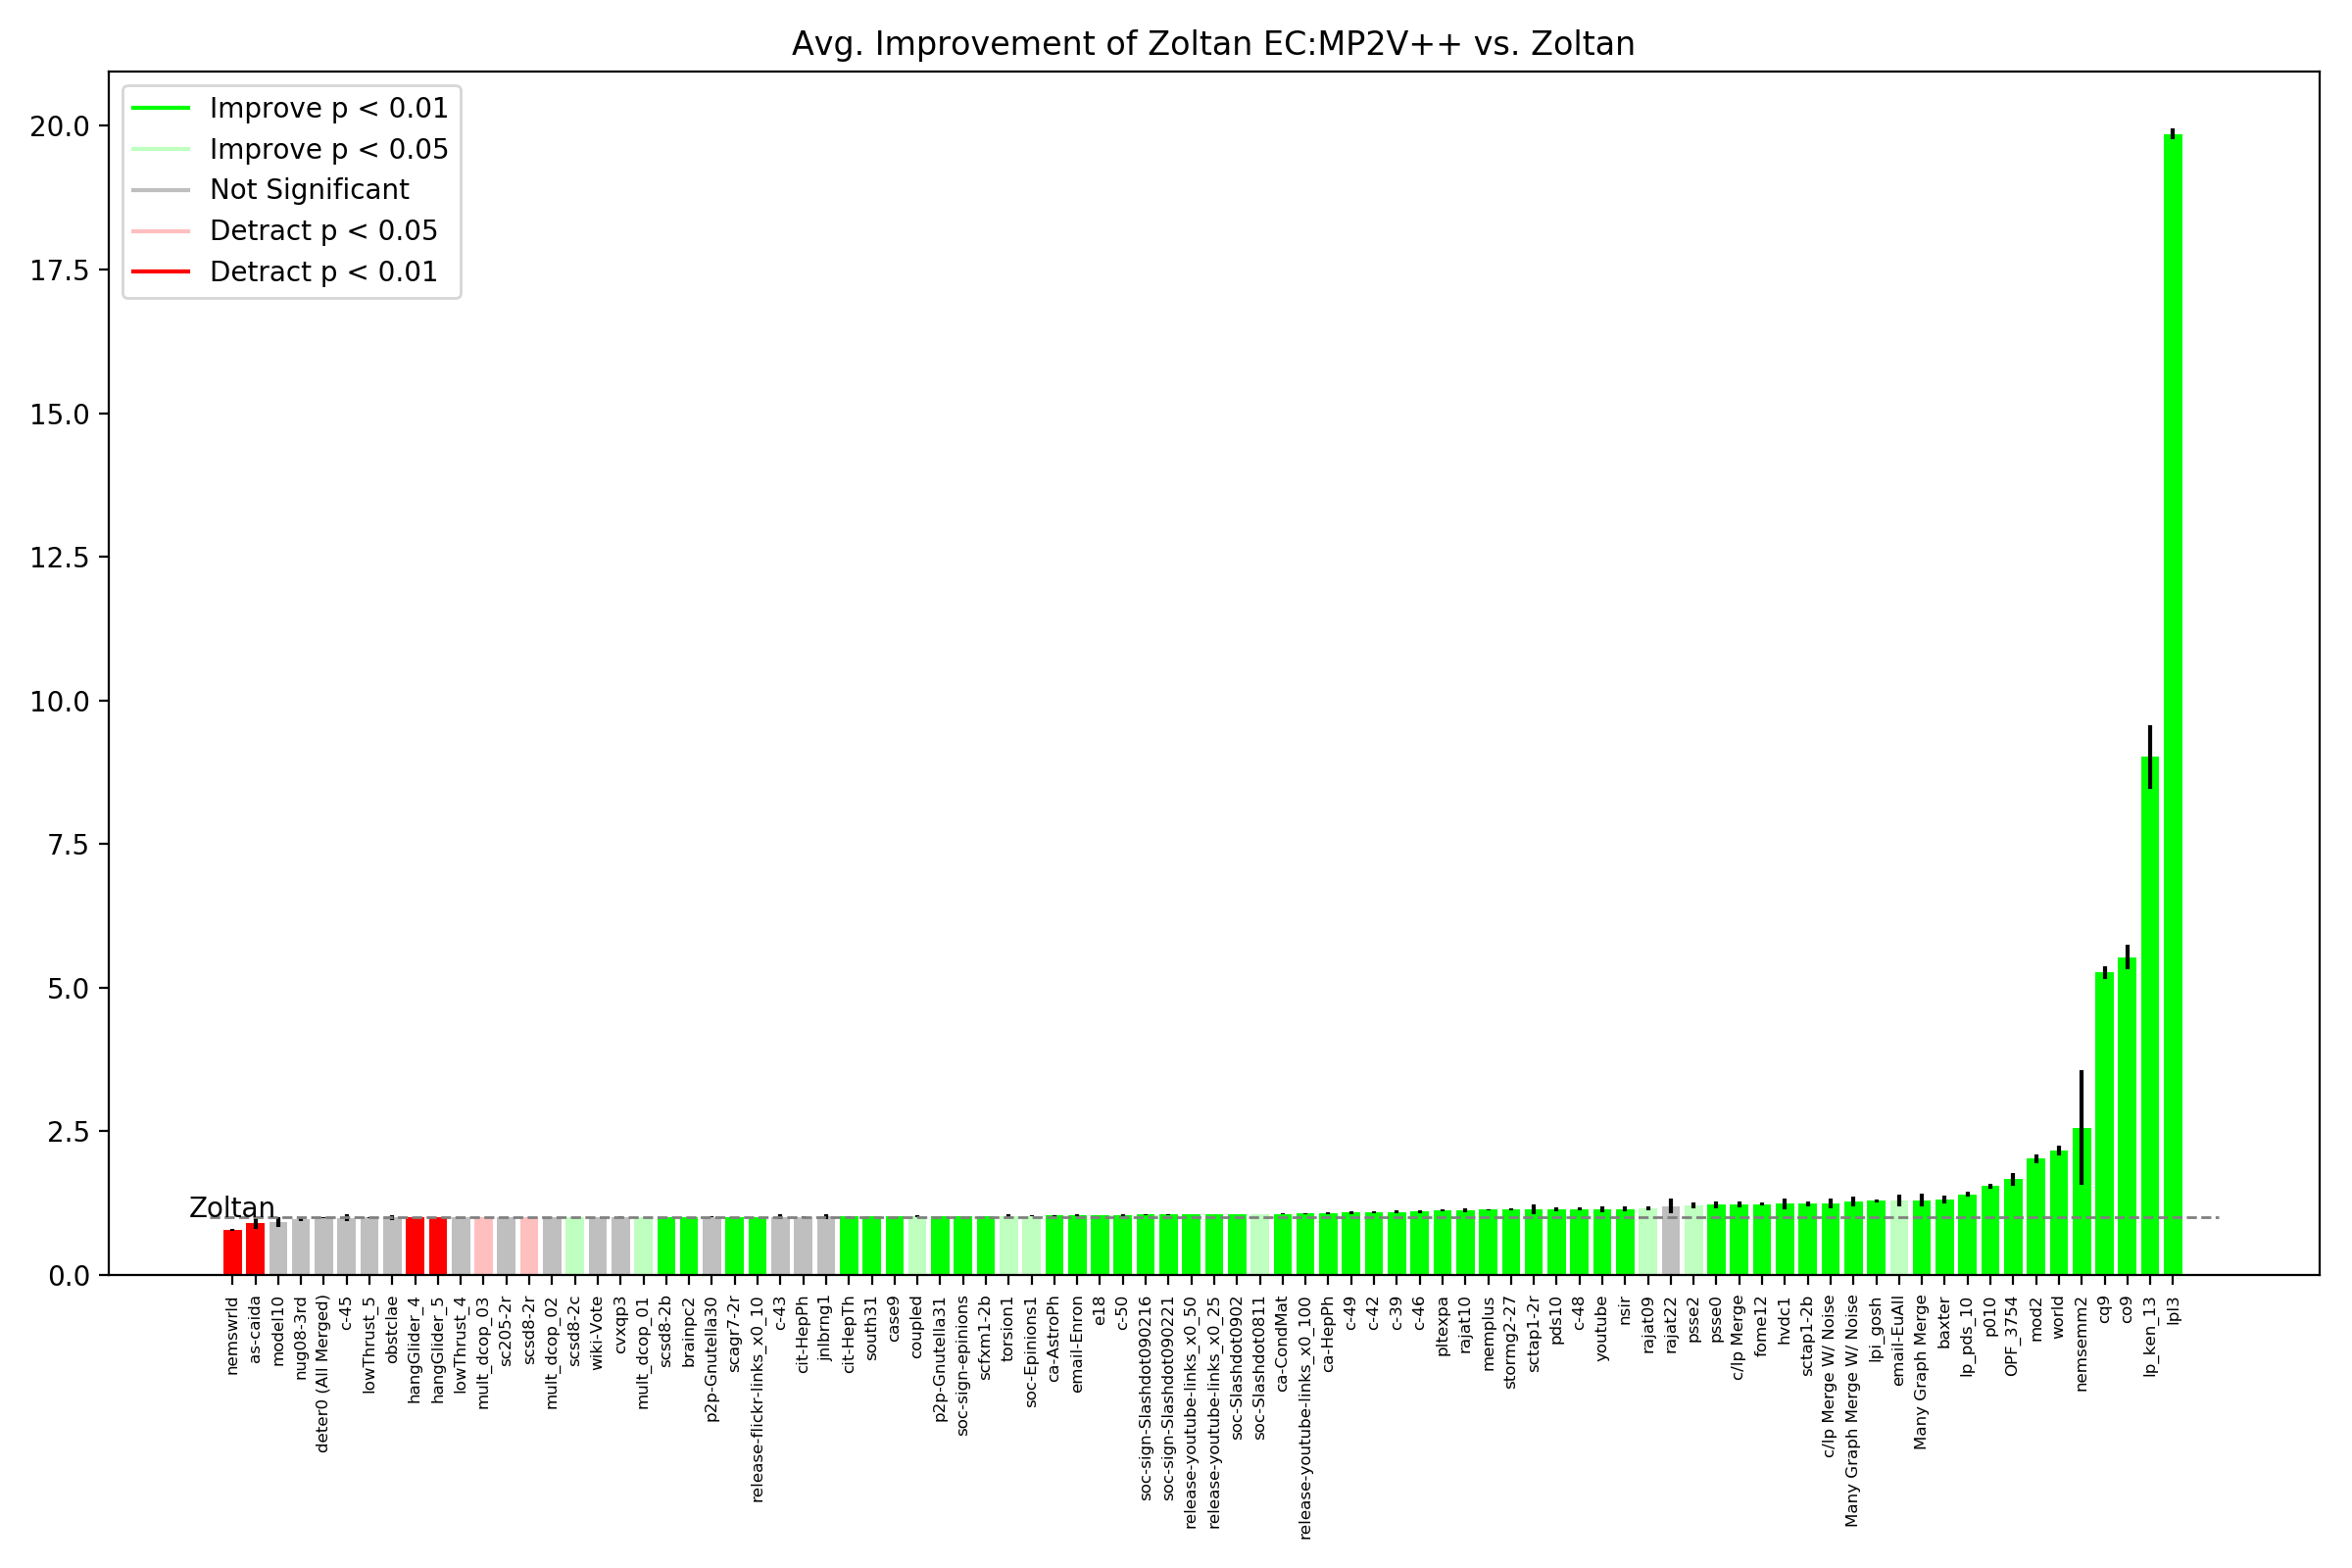 Avg. Improvement of Zoltan EC:MP2V++ vs. Zoltan
Improve p < 0.01
Improve p < 0.05
Not Significant
Detract p < 0.05
Detract p < 0.01
20.0
17.5
15.0
12.5
10.0
7.5
5.0
2.5
0.0
Zoltan
nemswrld
as-caida
model10
nug08-3rd
deter0 (All Merged)
c-45
lowThrust_5
obstclae
hangGlider_4
hangGlider_5
lowThrust_4
mult_dcop_03
sc205-2r
scsd8-2r
mult_dcop_02
scsd8-2c
wiki-Vote
cvxqp3
mult_dcop_01
scsd8-2b
brainpc2
p2p-Gnutella30
scagr7-2r
release-flickr-links_x0_10
c-43
cit-HepPh
jnlbrng1
cit-HepTh
south31
case9
coupled
p2p-Gnutella31
soc-sign-epinions
scfxm1-2b
torsion1
soc-Epinions1
ca-AstroPh
email-Enron
e18
c-50
soc-sign-Slashdot090216
soc-sign-Slashdot090221
release-youtube-links_x0_50
release-youtube-links_x0_25
soc-Slashdot0902
soc-Slashdot0811
ca-CondMat
release-youtube-links_x0_100
ca-HepPh
c-49
c-42
c-39
c-46
pltexpa
rajat10
memplus
stormg2-27
sctap1-2r
pds10
c-48
youtube
nsir
rajat09
rajat22
psse2
psse0
c/lp Merge
fome12
hvdc1
sctap1-2b
c/lp Merge W/ Noise
Many Graph Merge W/ Noise
lpi_gosh
email-EuAll
Many Graph Merge
baxter
lp_pds_10
p010
OPF_3754
mod2
world
nemsemm2
cq9
co9
lp_ken_13
lpl3